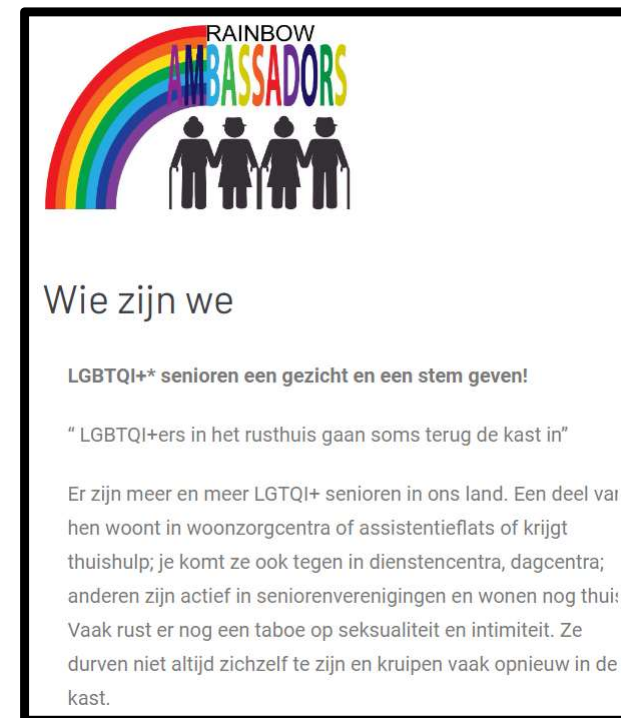 RAINBOW
AMBASSADORS
Wie zijn we
LGBTQI+* senioren een gezicht en een stem geven!
“ LGBTQI+ers in het rusthuis gaan soms terug de kast in”
Er zijn meer en meer LGTQI+ senioren in ons land. Een deel van
hen woont in woonzorgcentra of assistentieflats of krijgt
thuishulp; je komt ze ook tegen in dienstencentra, dagcentra;
anderen zijn actief in seniorenverenigingen en wonen nog thuis
Vaak rust er nog een taboe op seksualiteit en intimiteit. Ze
durven niet altijd zichzelf te zijn en kruipen vaak opnieuw in de
kast.